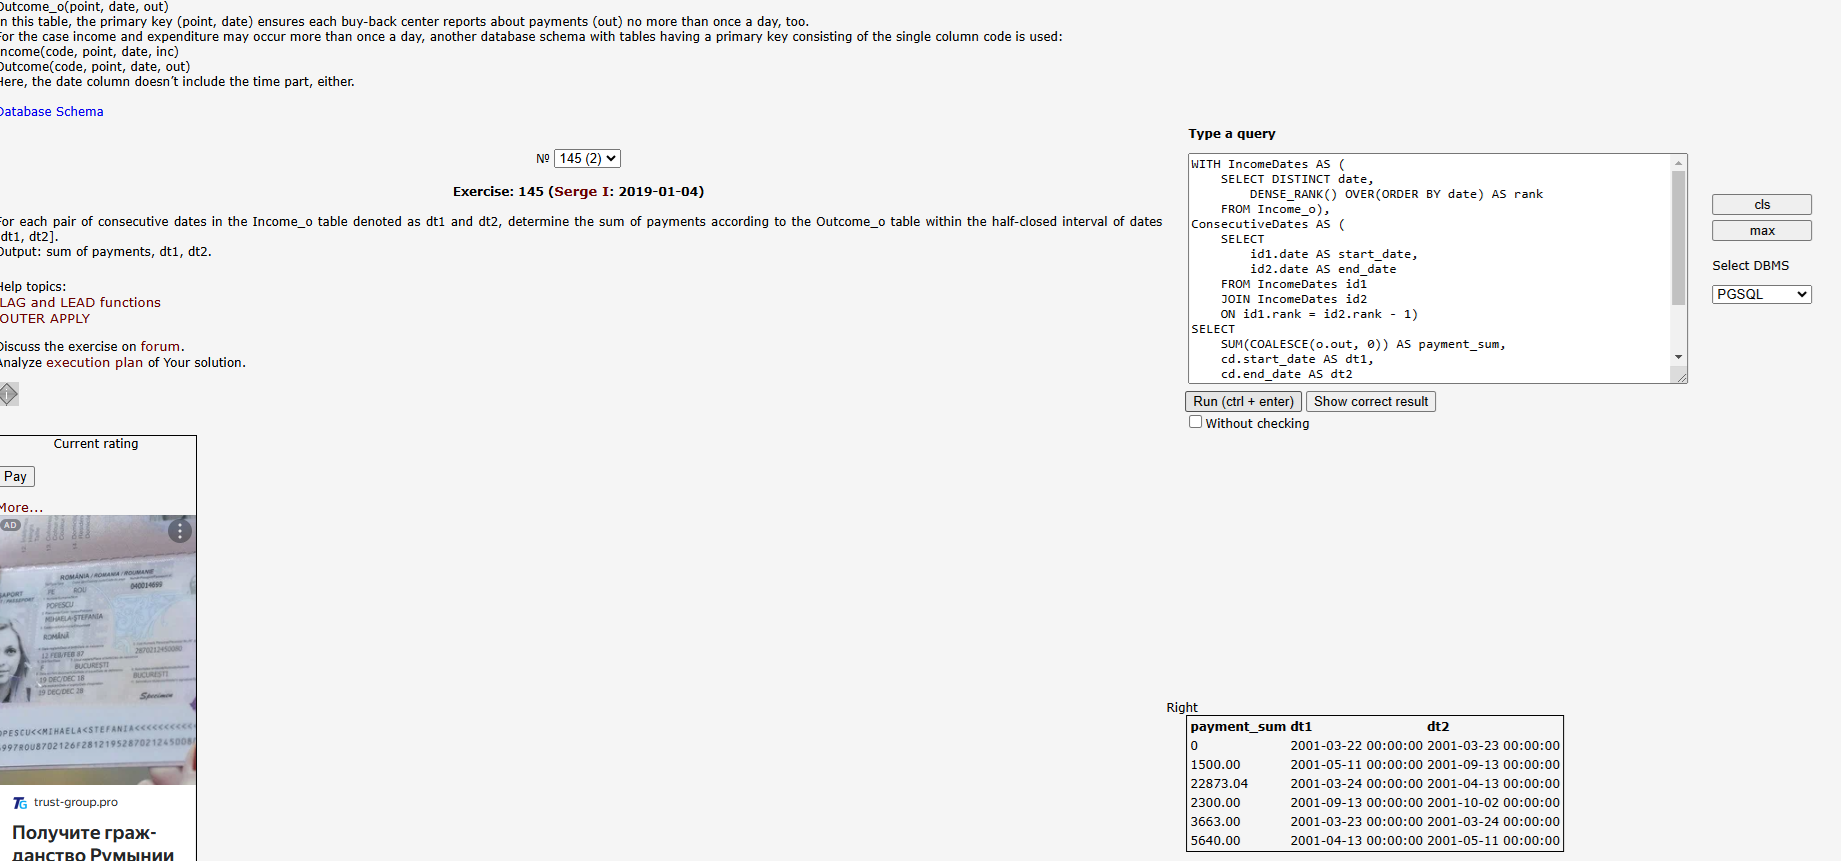 Outcome_o(point, date, out)
In this table, the primary key (point, date) ensures each buy-back center reports about payments (out) no more than once a day, too.
For the case income and expenditure may occur more than once a day, another database schema with tables having a primary key consisting of the single column code is used:
Income(code, point, date, inc)
Outcome(code, point, date, out)
Here, the date column doesn’t include the time part, either.
Database Schema
№ 145 (2)
Exercise: 145 (Serge I: 2019-01-04)
For each pair of consecutive dates in the Income_o table denoted as dt1 and dt2, determine the sum of payments according to the Outcome_o table within the half-closed interval of dates
(dt1, dt2].
Output: sum of payments, dt1, dt2.
Help topics:
LAG and LEAD functions
OUTER APPLY
Discuss the exercise on forum.
Analyze execution plan of Your solution.
Current rating
Pay
More...
AD
ROMÂNIA / ROMANIA / ROUMANIE
ROU
040014699
POPESCU
MIHAELA-ŞTEFANIA
ROMÂNĂ
12 FEB/FEB 87
2870212450080
BUCUREŞTI
BUCUREŞTI
19 DEC/DEC 18
19 DEC/DEC 28
Specimen
OPESCU<<MIHAELA<STEFANIA<<<<<<<<<<
trust-group.pro
Получите граж-
данство Румынии
Type a query
WITH IncomeDates AS (
SELECT DISTINCT date,
DENSE_RANK() OVER(ORDER BY date) AS rank
FROM Income_o),
ConsecutiveDates AS (
SELECT
id1.date AS start_date,
id2.date AS end_date
FROM IncomeDates id1
JOIN IncomeDates id2
ON id1.rank = id2.rank - 1)
SELECT
SUM(COALESCE(o.out, 0)) AS payment_sum,
cd.start_date AS dt1,
cd.end_date AS dt2
Run (ctrl + enter) Show correct result
Without checking
cls
max
Select DBMS
PGSQL
Right
payment_sum dt1 dt2
0 2001-03-22 00:00:00 2001-03-23 00:00:00
1500.00 2001-05-11 00:00:00 2001-09-13 00:00:00
22873.04 2001-03-24 00:00:00 2001-04-13 00:00:00
2300.00 2001-09-13 00:00:00 2001-10-02 00:00:00
3663.00 2001-03-23 00:00:00 2001-03-24 00:00:00
5640.00 2001-04-13 00:00:00 2001-05-11 00:00:00